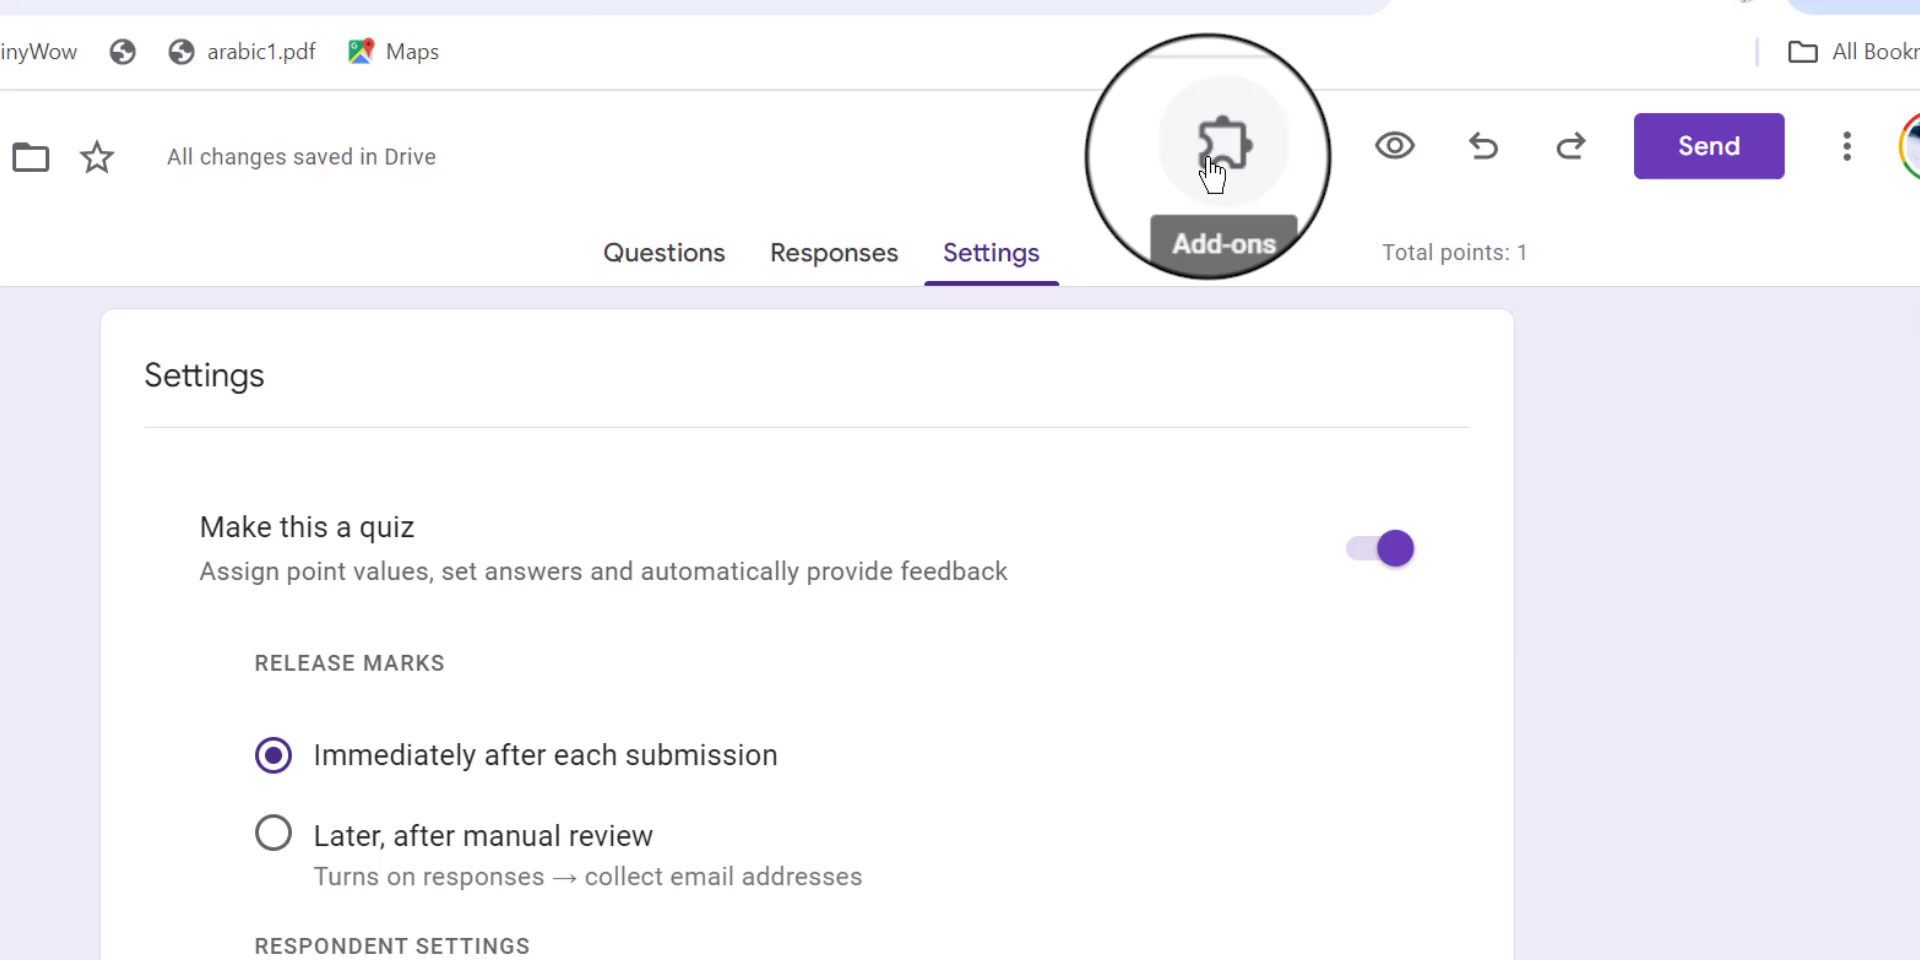 inyWow arabic1.pdf Maps All Bookr
All changes saved in Drive Send
Add-ons
Questions Responses Settings Total points: 1
Settings
Make this a quiz
Assign point values, set answers and automatically provide feedback
RELEASE MARKS
Immediately after each submission
Later, after manual review
Turns on responses → collect email addresses
RESPONDENT SETTINGS